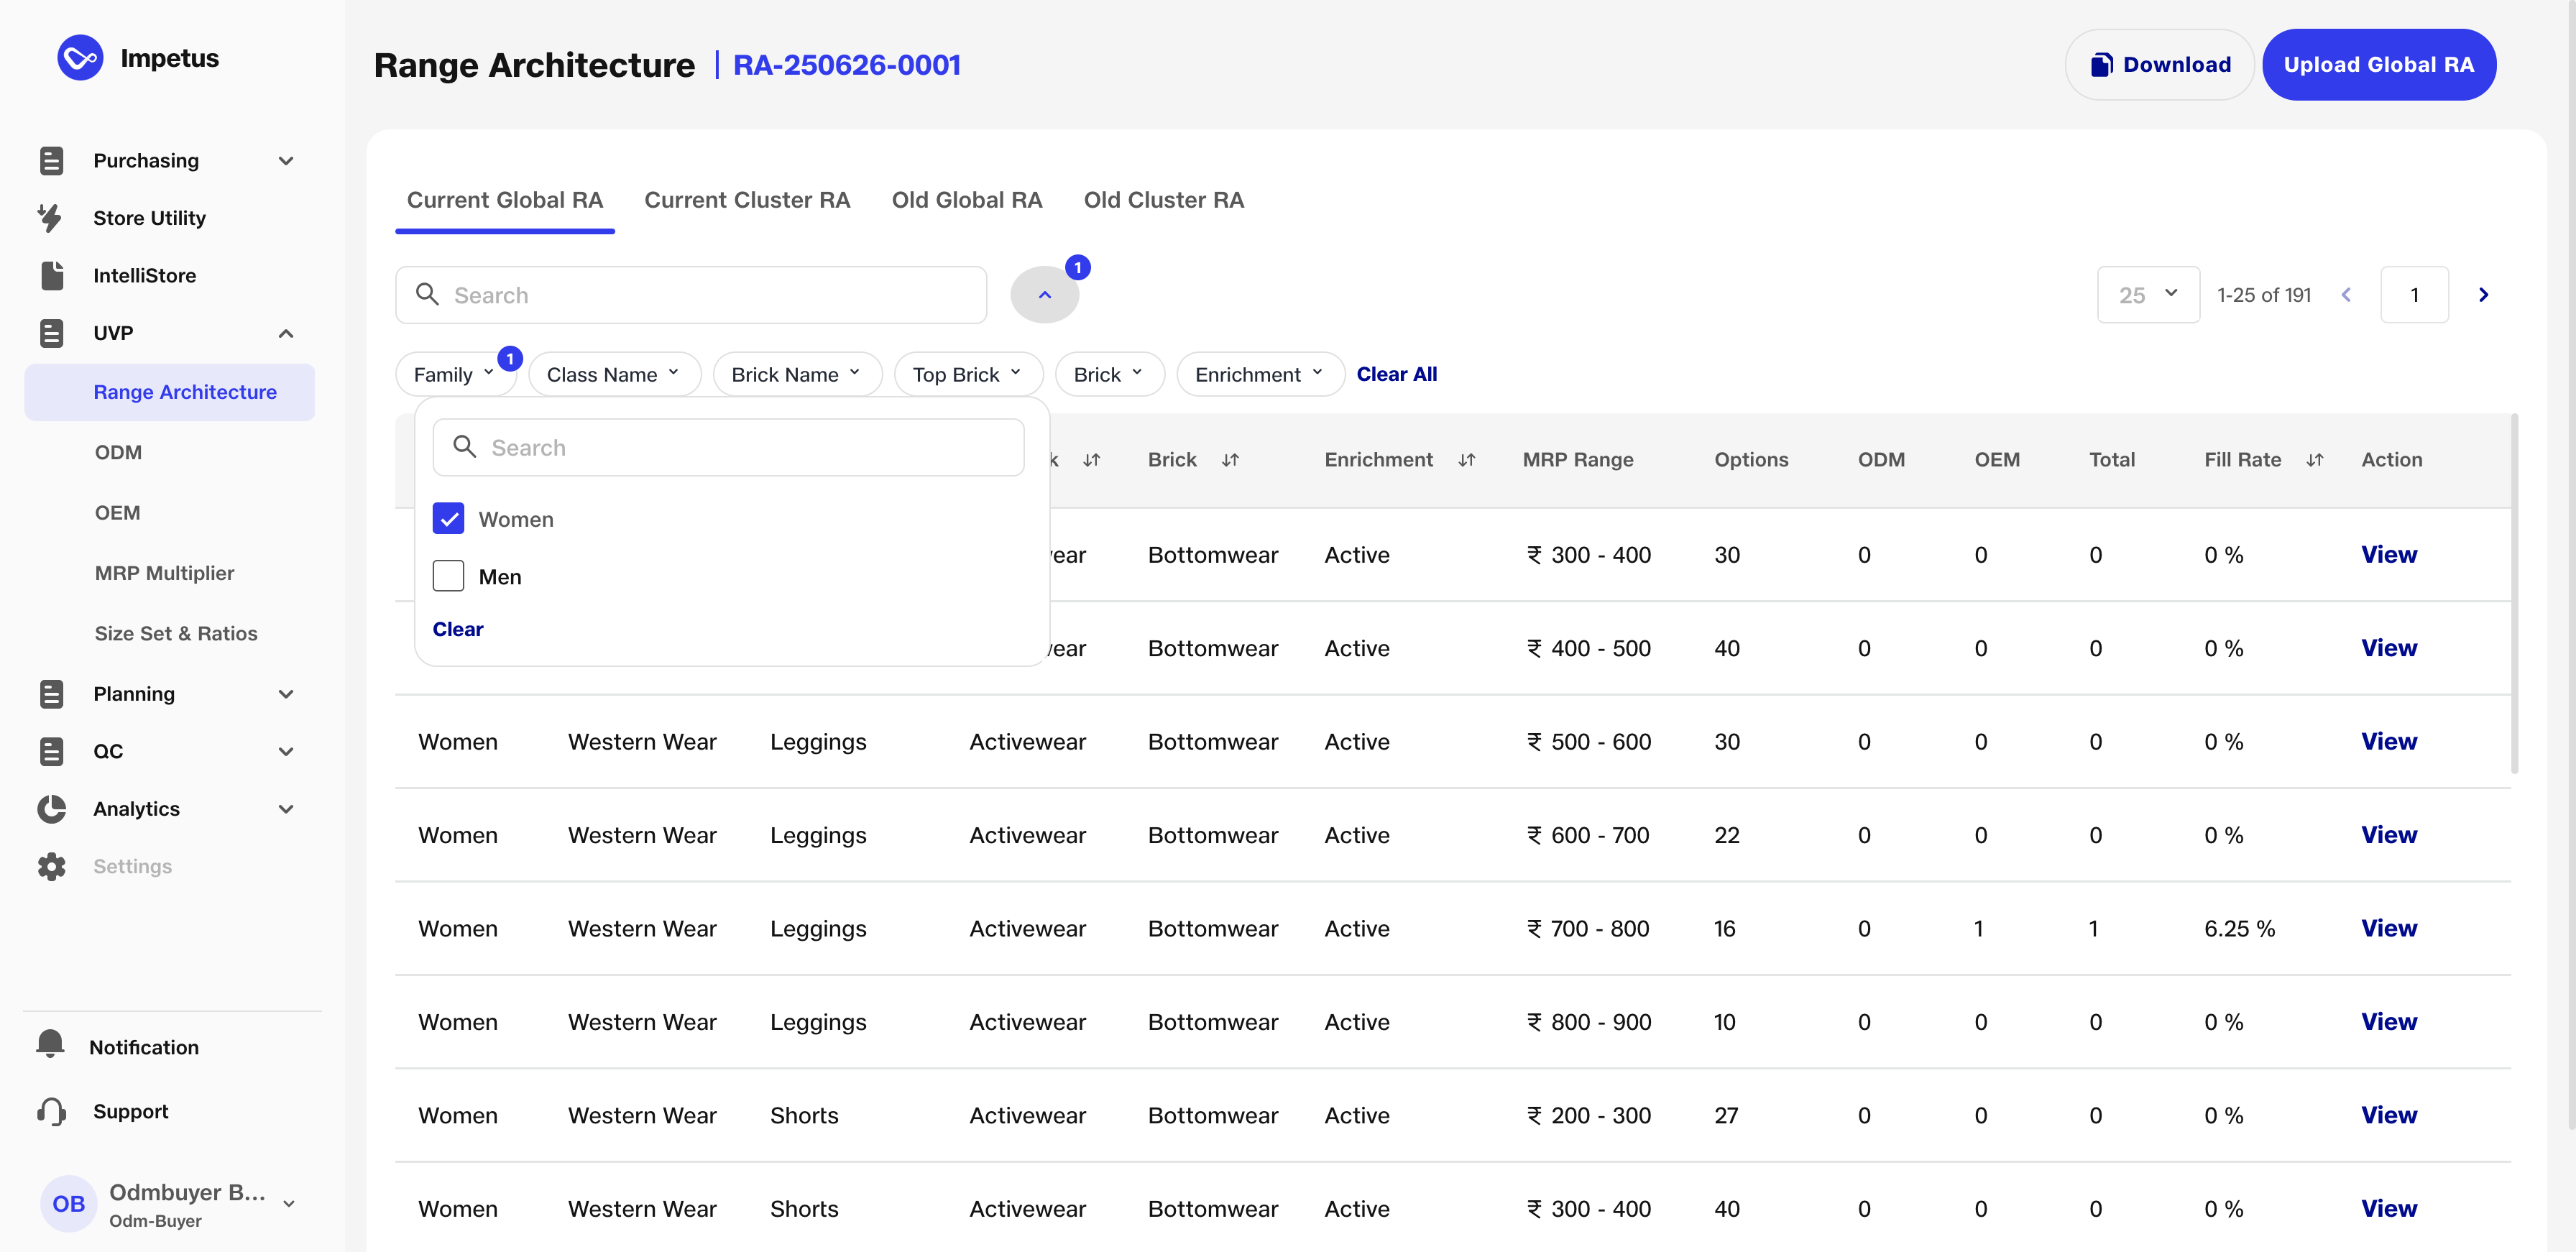 Impetus
Purchasing
Store Utility
IntelliStore
UVP
Range Architecture
ODM
OEM
MRP Multiplier
Size Set & Ratios
Planning
QC
Analytics
Settings
Notification
Support
OB
Odmbuyer B...
Odm-Buyer
Range Architecture | RA-250626-0001
Download
Upload Global RA
Current Global RA Current Cluster RA Old Global RA Old Cluster RA
Search
1
25 1-25 of 191 1
Family 1 Class Name Brick Name Top Brick Brick Enrichment Clear All
Search
Women
Men
Clear
k Brick Enrichment MRP Range Options ODM OEM Total Fill Rate Action
ear Bottomwear Active ₹ 300 - 400 30 0 0 0 0 % View
ear Bottomwear Active ₹ 400 - 500 40 0 0 0 0 % View
Women Western Wear Leggings Activewear Bottomwear Active ₹ 500 - 600 30 0 0 0 0 % View
Women Western Wear Leggings Activewear Bottomwear Active ₹ 600 - 700 22 0 0 0 0 % View
Women Western Wear Leggings Activewear Bottomwear Active ₹ 700 - 800 16 0 1 1 6.25 % View
Women Western Wear Leggings Activewear Bottomwear Active ₹ 800 - 900 10 0 0 0 0 % View
Women Western Wear Shorts Activewear Bottomwear Active ₹ 200 - 300 27 0 0 0 0 % View
Women Western Wear Shorts Activewear Bottomwear Active ₹ 300 - 400 40 0 0 0 0 % View